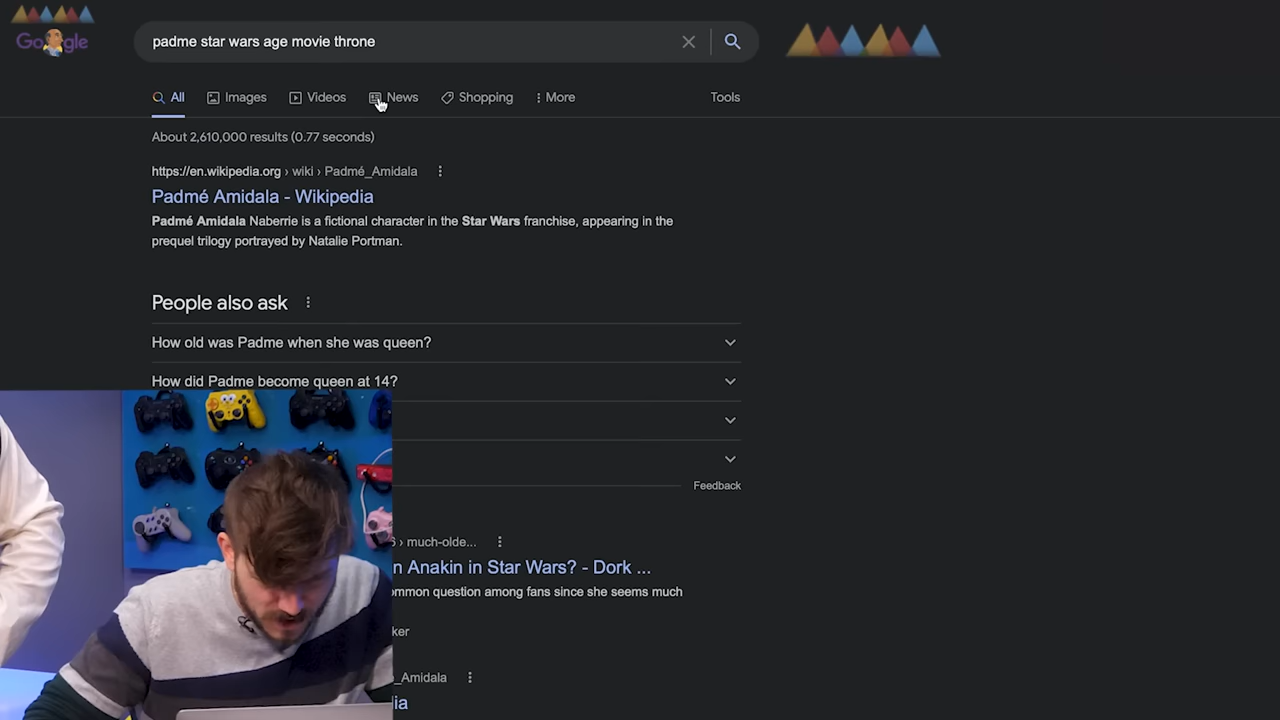 Google
padme star wars age movie throne
All Images Videos News Shopping More Tools
About 2,610,000 results (0.77 seconds)
https://en.wikipedia.org › wiki › Padmé_Amidala
Padmé Amidala - Wikipedia
Padmé Amidala Naberrie is a fictional character in the Star Wars franchise, appearing in the
prequel trilogy portrayed by Natalie Portman.
People also ask
How old was Padme when she was queen?
How did Padme become queen at 14?
Feedback
6 › much-olde...
n Anakin in Star Wars? - Dork ...
ommon question among fans since she seems much
ker
_Amidala
ia